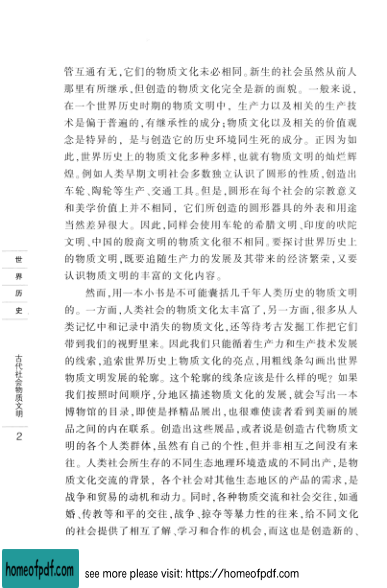 管互通有无,它们的物质文化未必相同。新生的社会虽然从前人
那里有所继承,但创造的物质文化完全是新的面貌。一般来说,
在一个世界历史时期的物质文明中,生产力以及相关的生产技
术是偏于普遍的,有继承性的成分;物质文化以及相关的价值观
念是特异的,是与创造它的历史环境同生死的成分。正因为如
此,世界历史上的物质文化多种多样,也就有物质文明的灿烂辉
煌。例如人类早期文明社会多数独立认识了圆形的性质,创造出
车轮、陶轮等生产、交通工具。但是,圆形在每个社会的宗教意义
和美学价值上并不相同,它们所创造的圆形器具的外表和用途
当然差异很大。因此,同样会使用车轮的希腊文明、印度的吠陀
文明、中国的殷商文明的物质文化很不相同。要探讨世界历史上
的物质文明,既要追随生产力的发展及其带来的经济繁荣,又要
认识物质文明的丰富的文化内容。
然而,用一本小书是不可能囊括几千年人类历史的物质文明
的。一方面,人类社会的物质文化太丰富了,另一方面,很多从人
类记忆中和记录中消失的物质文化,还等待考古发掘工作把它们
带到我们的视野里来。因此我们只能循着生产力和生产技术发展
的线索,追索世界历史上物质文化的亮点,用粗线条勾画出世界
物质文明发展的轮廓。这个轮廓的线条应该是什么样的呢?如果
我们按照时间顺序,分地区描述物质文化的发展,就会写出一本
博物馆的目录,即使是择精品展出,也很难使读者看到美丽的展
品之间的内在联系。创造出这些展品,或者说是创造古代物质文
明的各个人类群体,虽然有自己的个性,但并非相互之间没有来
往。人类社会所生存的不同生态地理环境造成的不同出产,是物
质文化交流的背景,各个社会对其他生态地区的产品的需求,是
战争和贸易的动机和动力。同时,各种物质交流和社会交往,如通
婚、传教等和平的交往,战争、掠夺等暴力性的往来,给不同文化
的社会提供了相互了解、学习和合作的机会,而这也是创造新的、
世界历史
古代社会物质文明
2
homeofpdf.com
see more please visit: https://homeofpdf.com